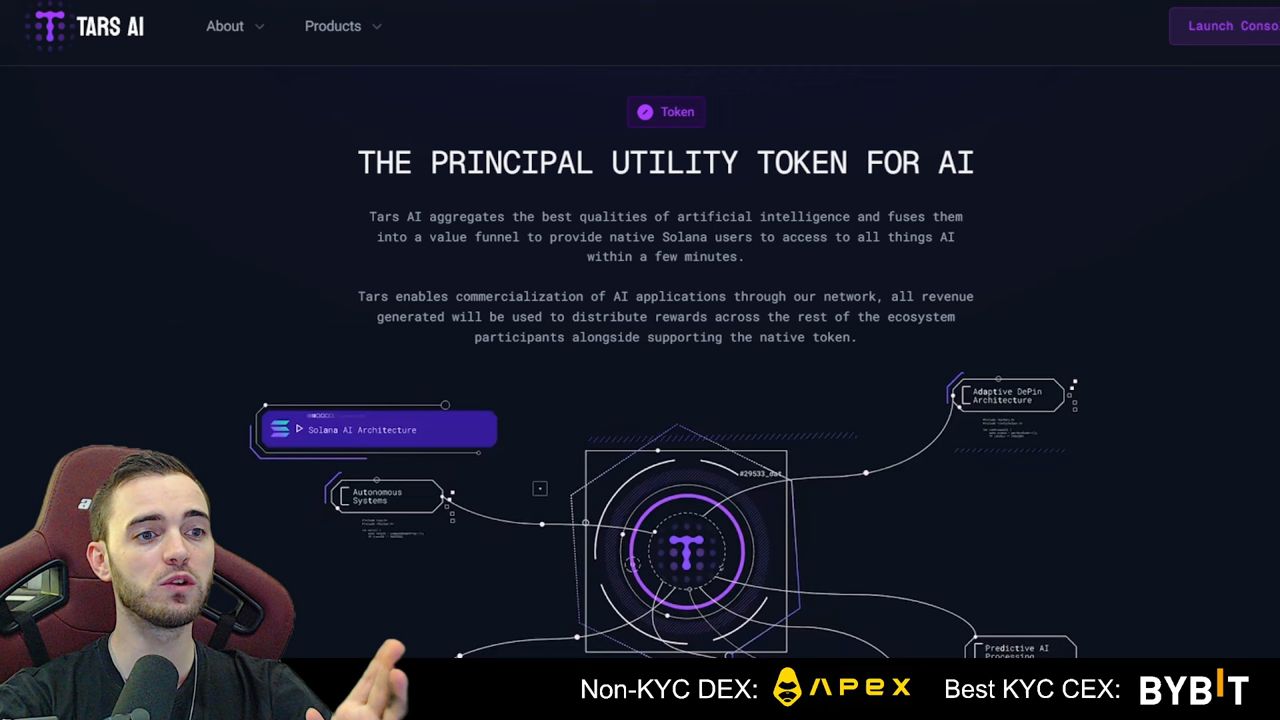 TARS AI
About
Products
Launch Conso
Token
THE PRINCIPAL UTILITY TOKEN FOR AI
Tars AI aggregates the best qualities of artificial intelligence and fuses them
into a value funnel to provide native Solana users to access to all things AI
within a few minutes.
Tars enables commercialization of AI applications through our network, all revenue
generated will be used to distribute rewards across the rest of the ecosystem
participants alongside supporting the native token.
Solana AI Architecture
Adaptive DePin
Architecture
Autonomous
Systems
Predictive AI
Processing
Non-KYC DEX: APEX
Best KYC CEX: BYBIT